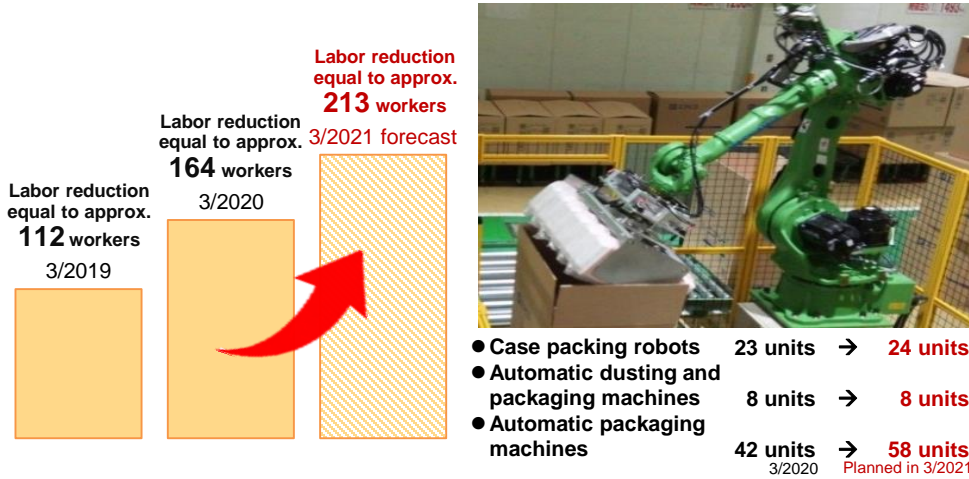 Labor reduction
equal to approx.
213 workers
3/2021 forecast
Labor reduction
equal to approx.
164 workers
3/2020
Labor reduction
equal to approx.
112 workers
3/2019
● Case packing robots 23 units → 24 units
● Automatic dusting and
packaging machines 8 units → 8 units
● Automatic packaging
machines 42 units → 58 units
3/2020 Planned in 3/2021